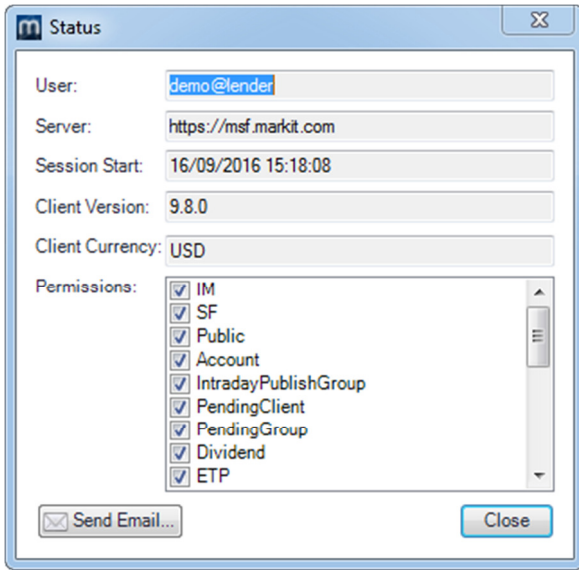 m Status
User: demo@lender
Server: https://msf.markit.com
Session Start: 16/09/2016 15:18:08
Client Version: 9.8.0
Client Currency: USD
Permissions: IM
SF
Public
Account
IntradayPublishGroup
PendingClient
PendingGroup
Dividend
ETP
Send Email... Close